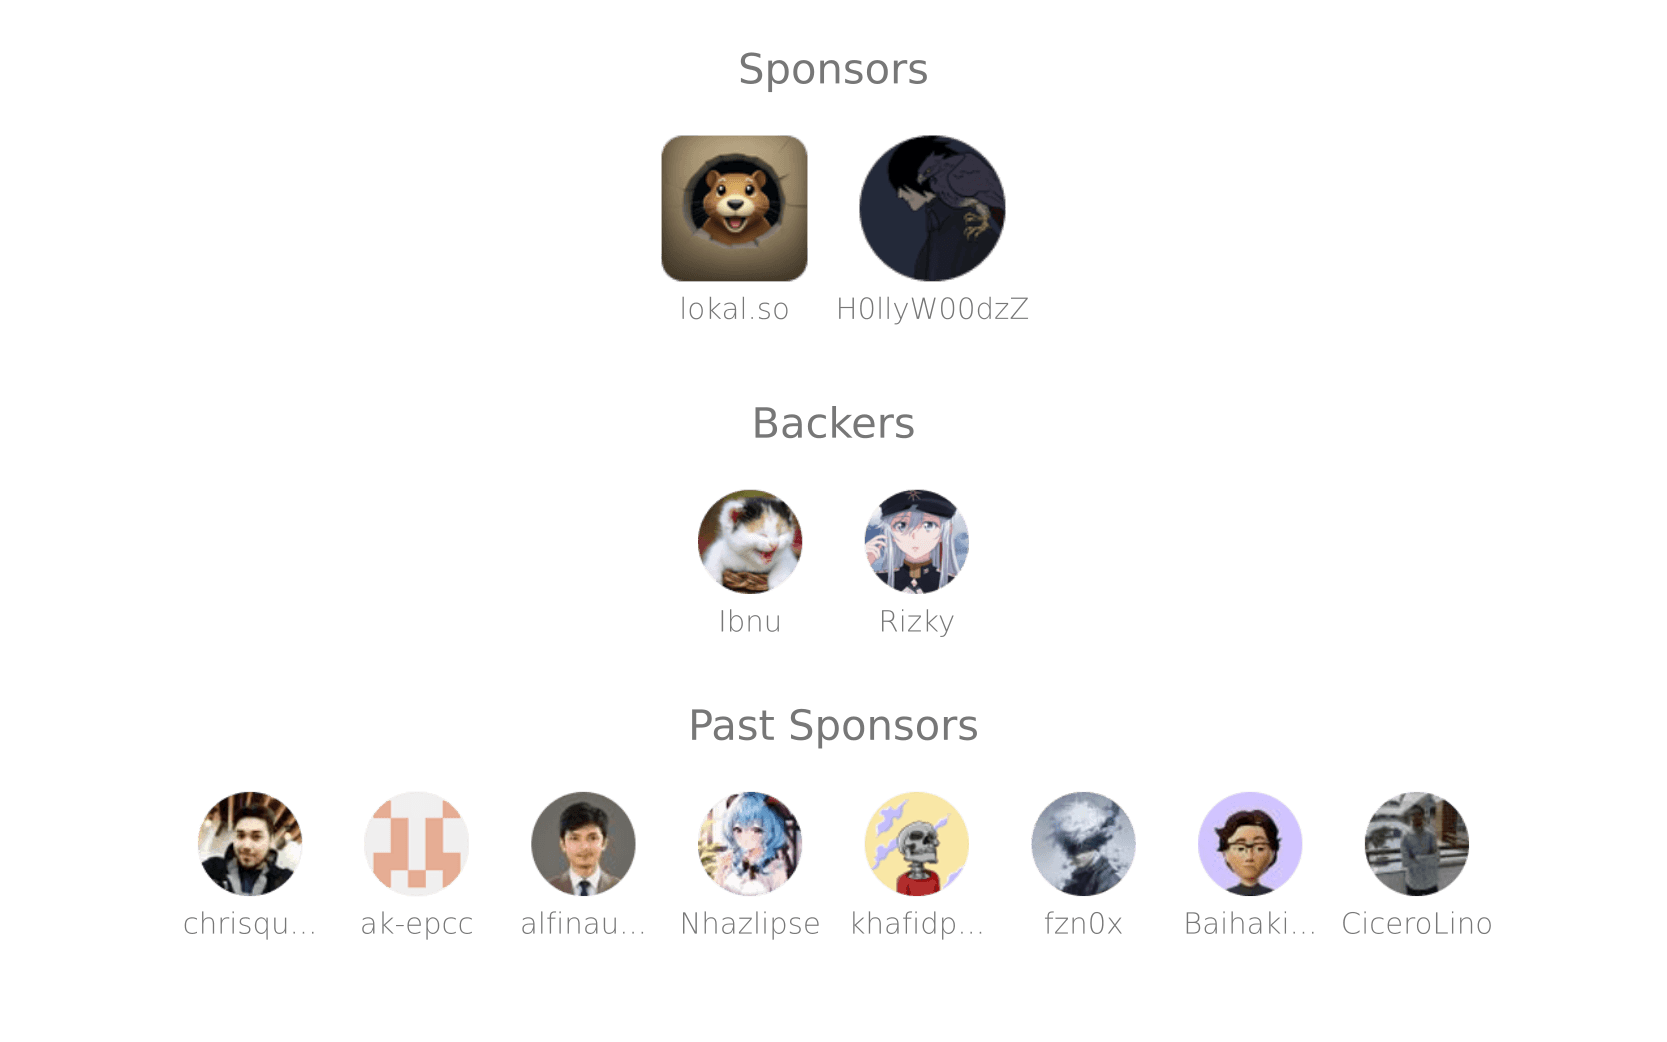 Sponsors
lokal.so H0llyW00dzZ
Backers
Ibnu Rizky
Past Sponsors
chrisqu... ak-epcc alfinau... Nhazlipse khafidp... fzn0x Baihaki... CiceroLino